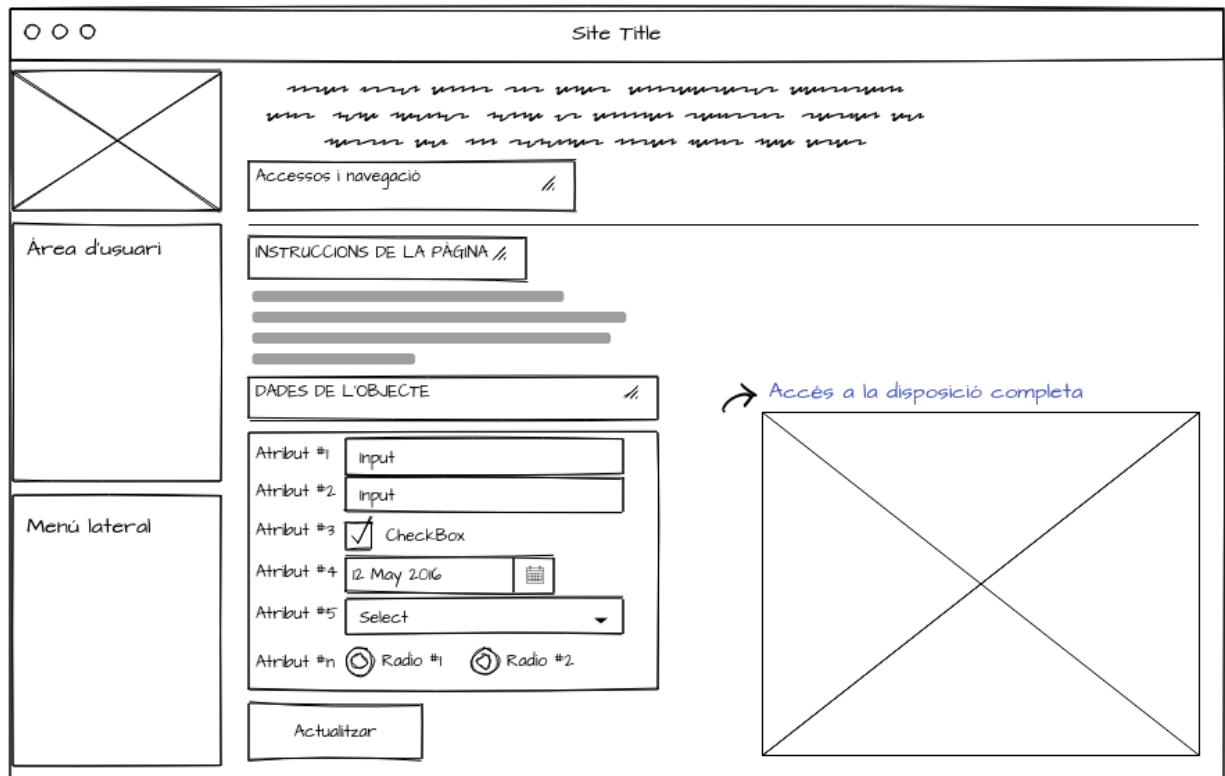 Site Title
Accessos i navegació
Àrea d'usuari
INSTRUCCIONS DE LA PÀGINA
DADES DE L'OBJECTE
Accés a la disposició completa
Atribut #1 Input
Atribut #2 Input
Menú lateral
Atribut #3 CheckBox
Atribut #4 12 May 2016
Atribut #5 Select
Atribut #n Radio #1 Radio #2
Actualitzar